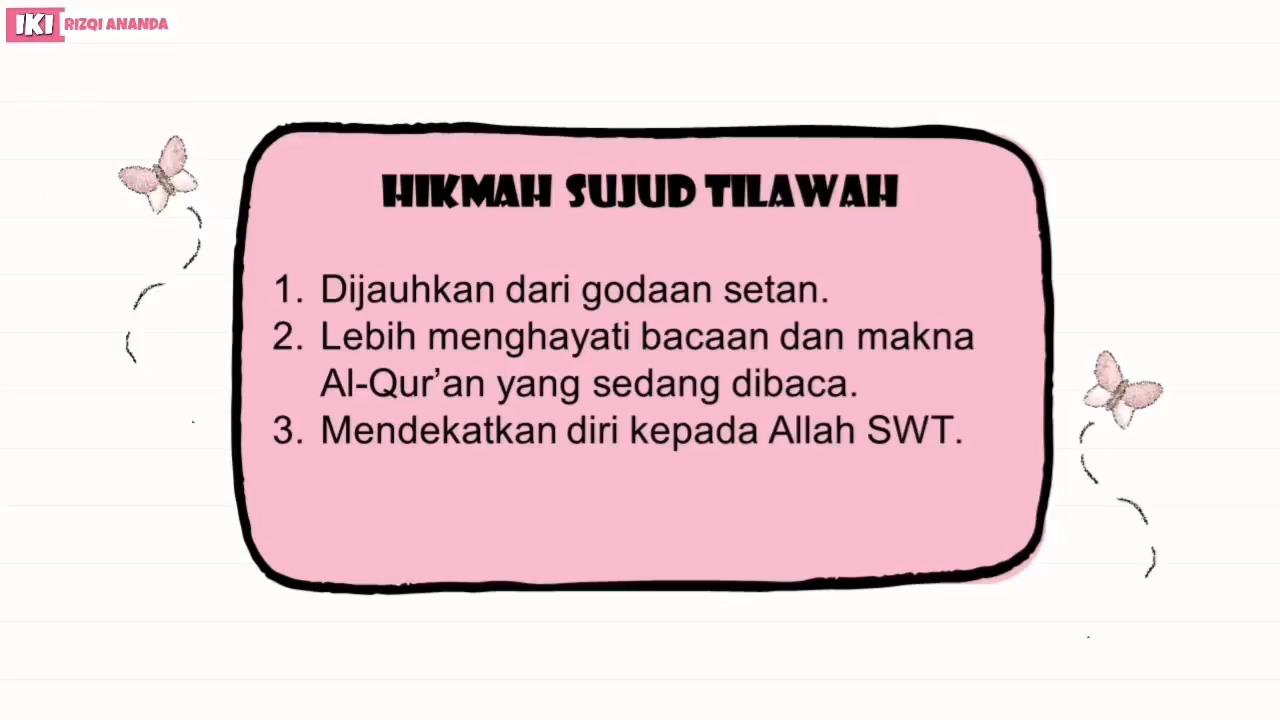 IKI RIZQI ANANDA
HIKMAH SUJUD TILAWAH
1. Dijauhkan dari godaan setan.
2. Lebih menghayati bacaan dan makna
Al-Qur’an yang sedang dibaca.
3. Mendekatkan diri kepada Allah SWT.